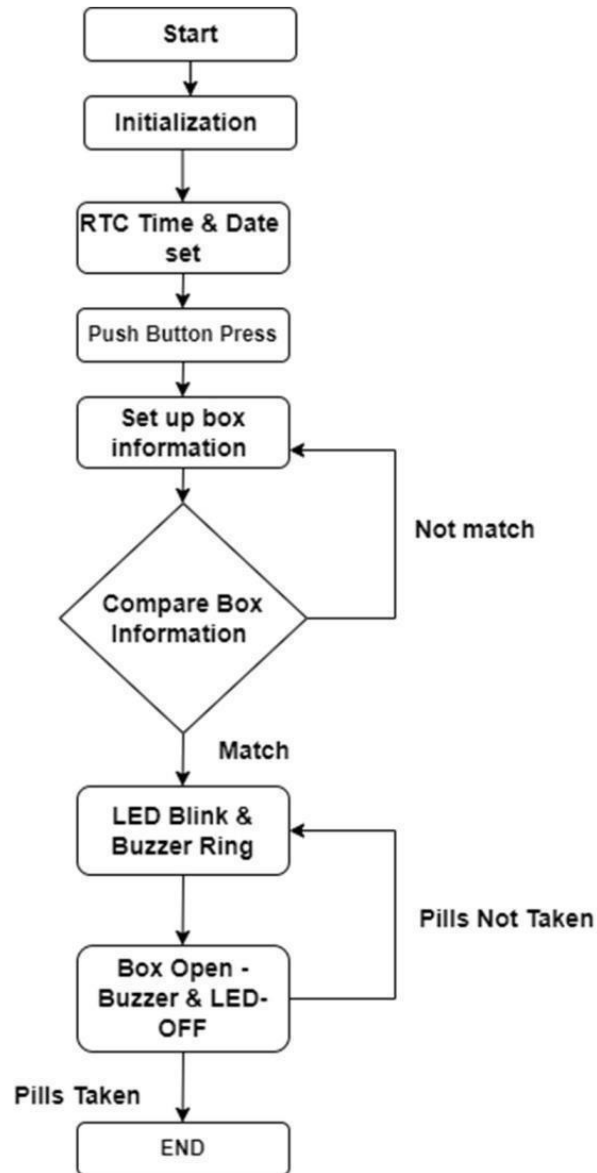 Start
Initialization
RTC Time & Date
set
Push Button Press
Set up box
information
Not match
Compare Box
Information
Match
LED Blink &
Buzzer Ring
Pills Not Taken
Box Open -
Buzzer & LED-
OFF
Pills Taken
END